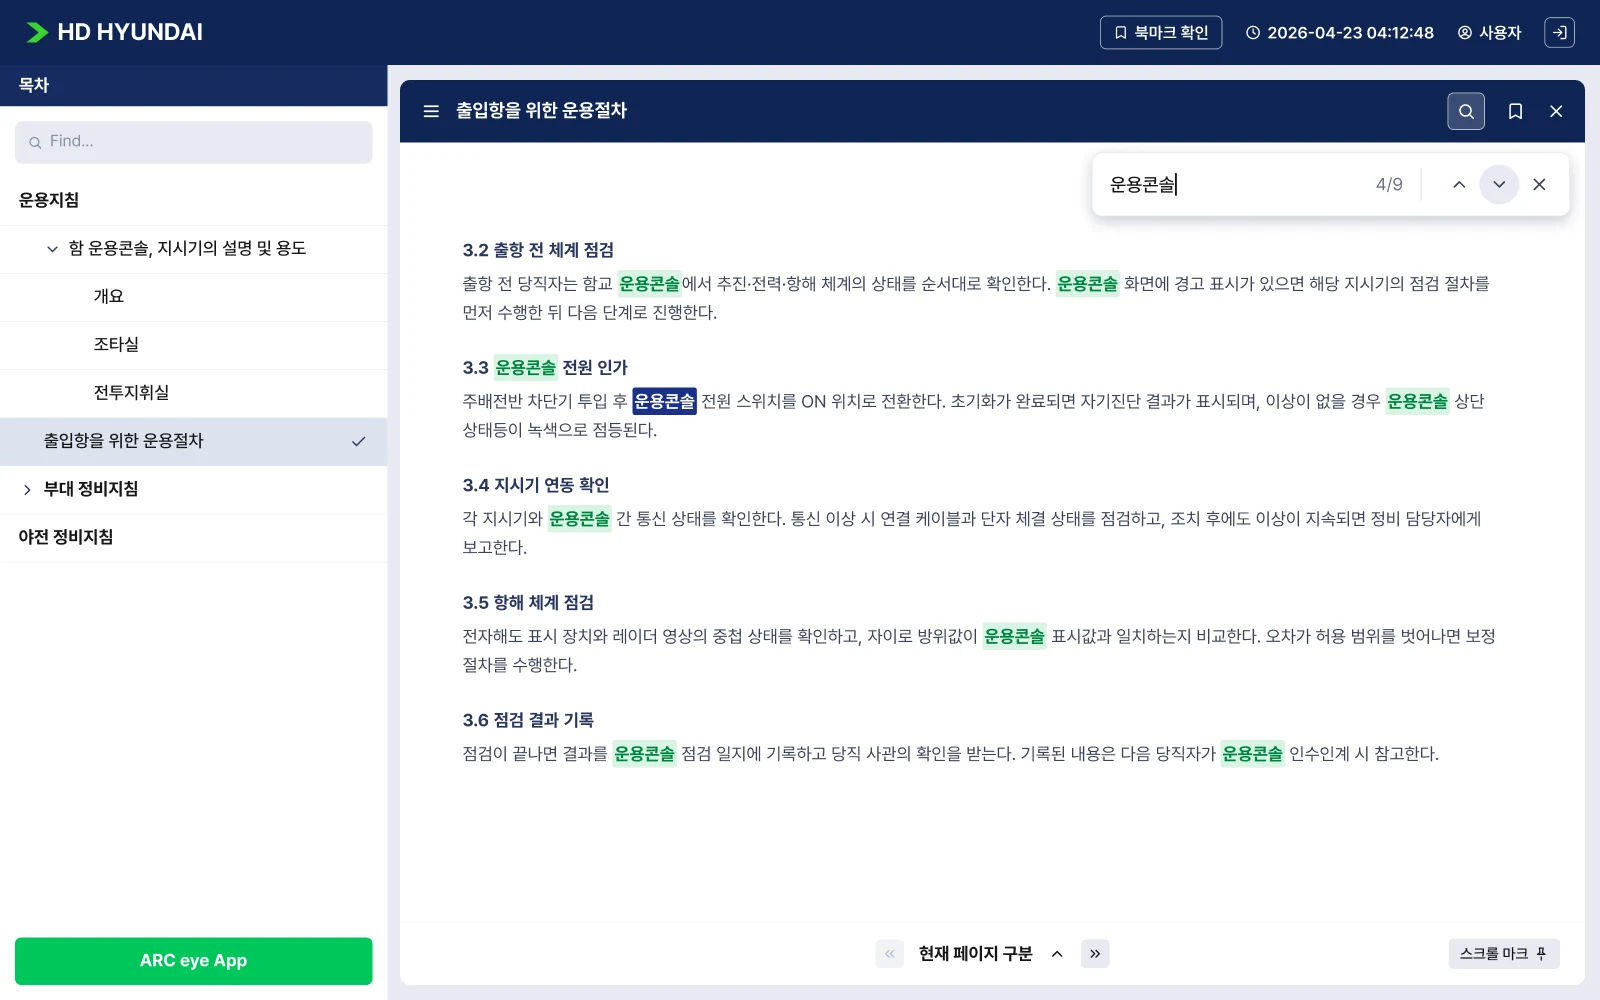 HD HYUNDAI
북마크 확인
2026-04-23 04:12:48
사용자
목차
Find...
운용지침
함 운용콘솔, 지시기의 설명 및 용도
개요
조타실
전투지휘실
출입항을 위한 운용절차
부대 정비지침
야전 정비지침
ARC eye App
출입항을 위한 운용절차
운용콘솔
4/9
3.2 출항 전 체계 점검
출항 전 당직자는 함교 운용콘솔에서 추진·전력·항해 체계의 상태를 순서대로 확인한다. 운용콘솔 화면에 경고 표시가 있으면 해당 지시기의 점검 절차를
먼저 수행한 뒤 다음 단계로 진행한다.
3.3 운용콘솔 전원 인가
주배전반 차단기 투입 후 운용콘솔 전원 스위치를 ON 위치로 전환한다. 초기화가 완료되면 자기진단 결과가 표시되며, 이상이 없을 경우 운용콘솔 상단
상태등이 녹색으로 점등된다.
3.4 지시기 연동 확인
각 지시기와 운용콘솔 간 통신 상태를 확인한다. 통신 이상 시 연결 케이블과 단자 체결 상태를 점검하고, 조치 후에도 이상이 지속되면 정비 담당자에게
보고한다.
3.5 항해 체계 점검
전자해도 표시 장치와 레이더 영상의 중첩 상태를 확인하고, 자이로 방위값이 운용콘솔 표시값과 일치하는지 비교한다. 오차가 허용 범위를 벗어나면 보정
절차를 수행한다.
3.6 점검 결과 기록
점검이 끝나면 결과를 운용콘솔 점검 일지에 기록하고 당직 사관의 확인을 받는다. 기록된 내용은 다음 당직자가 운용콘솔 인수인계 시 참고한다.
현재 페이지 구분
스크롤 마크